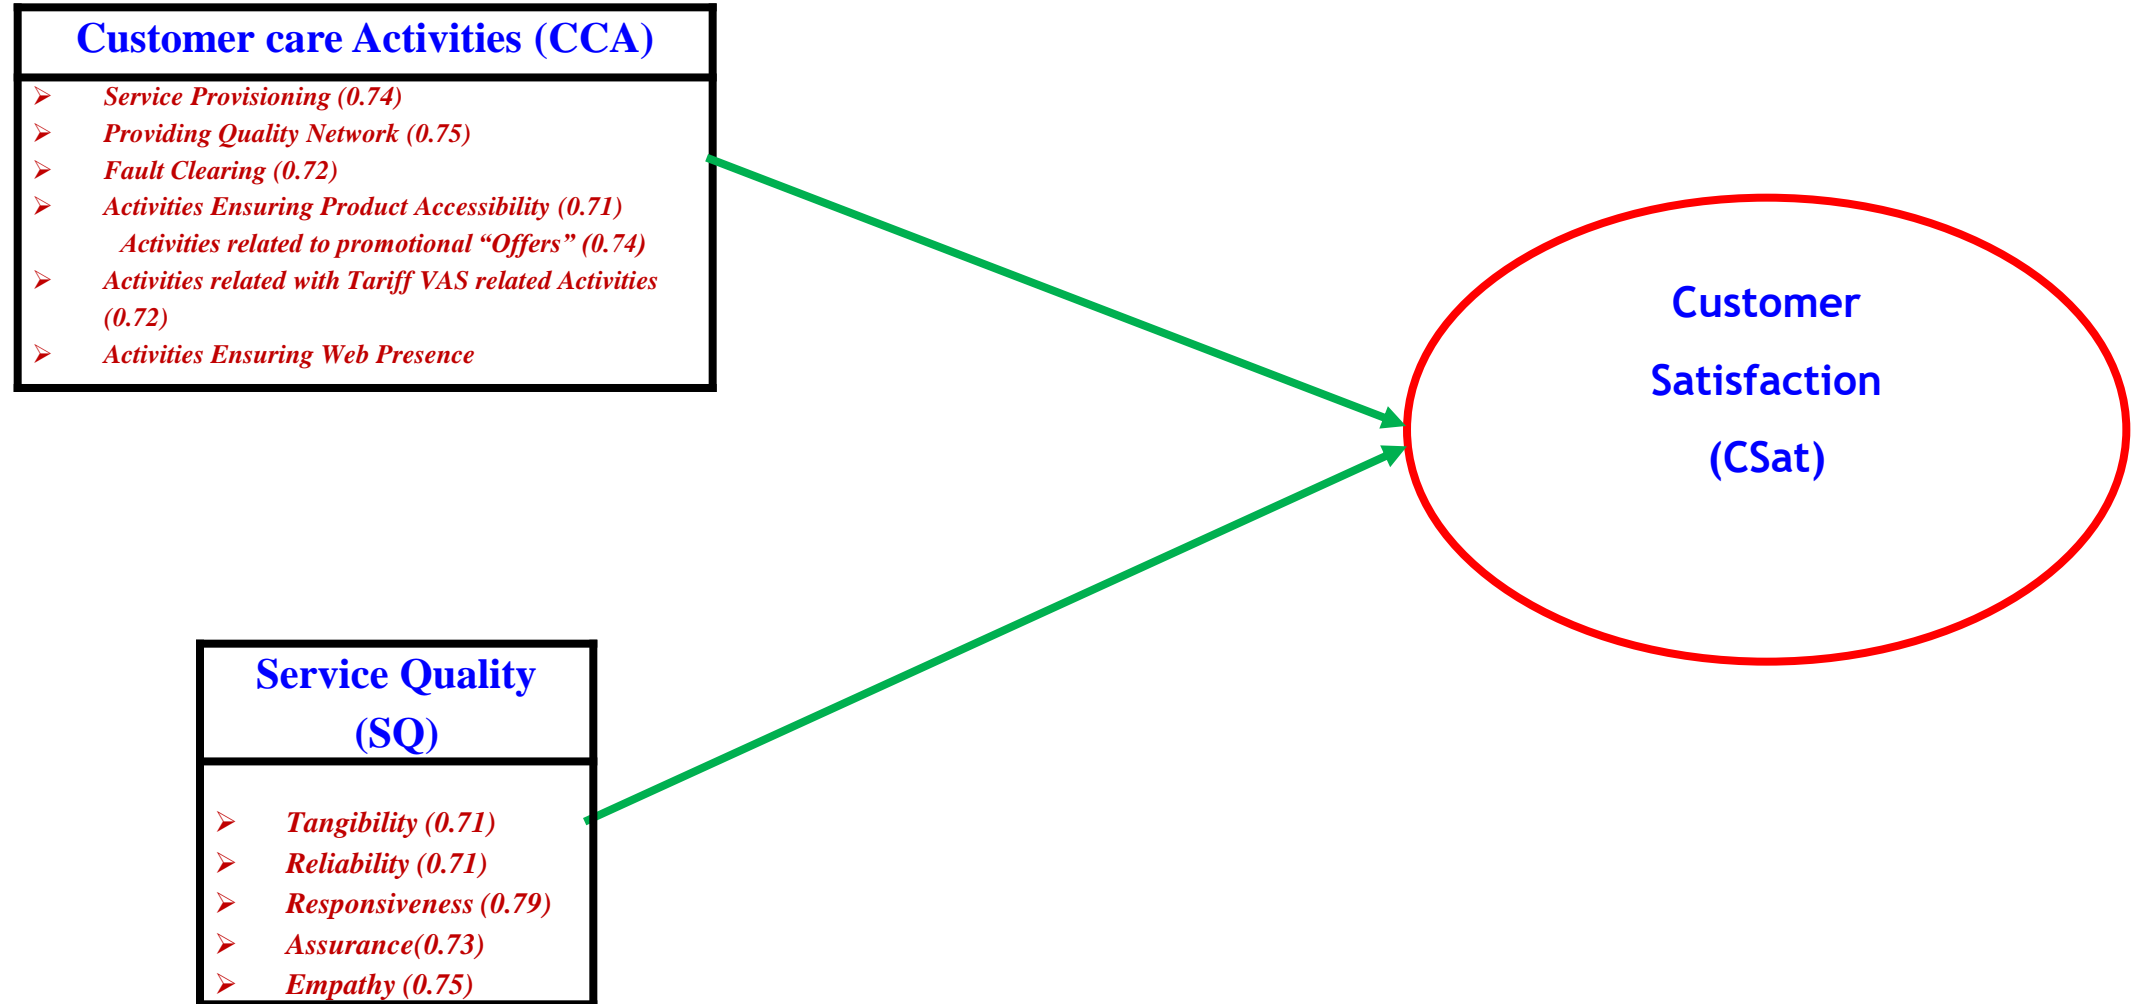 Customer care Activities (CCA)
➢ Service Provisioning (0.74)
➢ Providing Quality Network (0.75)
➢ Fault Clearing (0.72)
➢ Activities Ensuring Product Accessibility (0.71)
Activities related to promotional “Offers” (0.74)
➢ Activities related with Tariff VAS related Activities
(0.72)
➢ Activities Ensuring Web Presence
Customer
Satisfaction
(CSat)
Service Quality
(SQ)
➢ Tangibility (0.71)
➢ Reliability (0.71)
➢ Responsiveness (0.79)
➢ Assurance(0.73)
➢ Empathy (0.75)